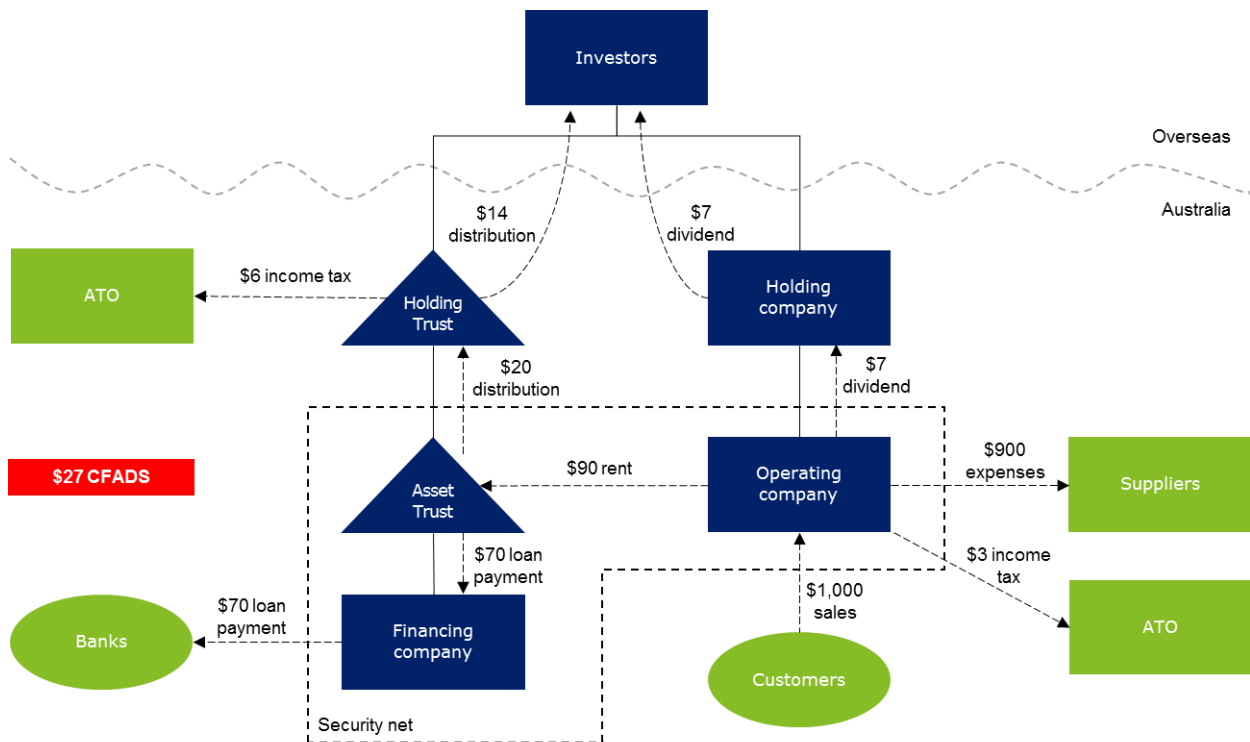 Investors
Overseas
Australia
$14
distribution
$7
dividend
ATO
$6 income tax
Holding
Trust
Holding
company
$20
distribution
$7
dividend
$27 CFADS
Asset
Trust
$90 rent
Operating
company
$900
expenses
Suppliers
$70 loan
payment
$3 income
tax
$1,000
sales
Banks
$70 loan
payment
Financing
company
ATO
Customers
Security net